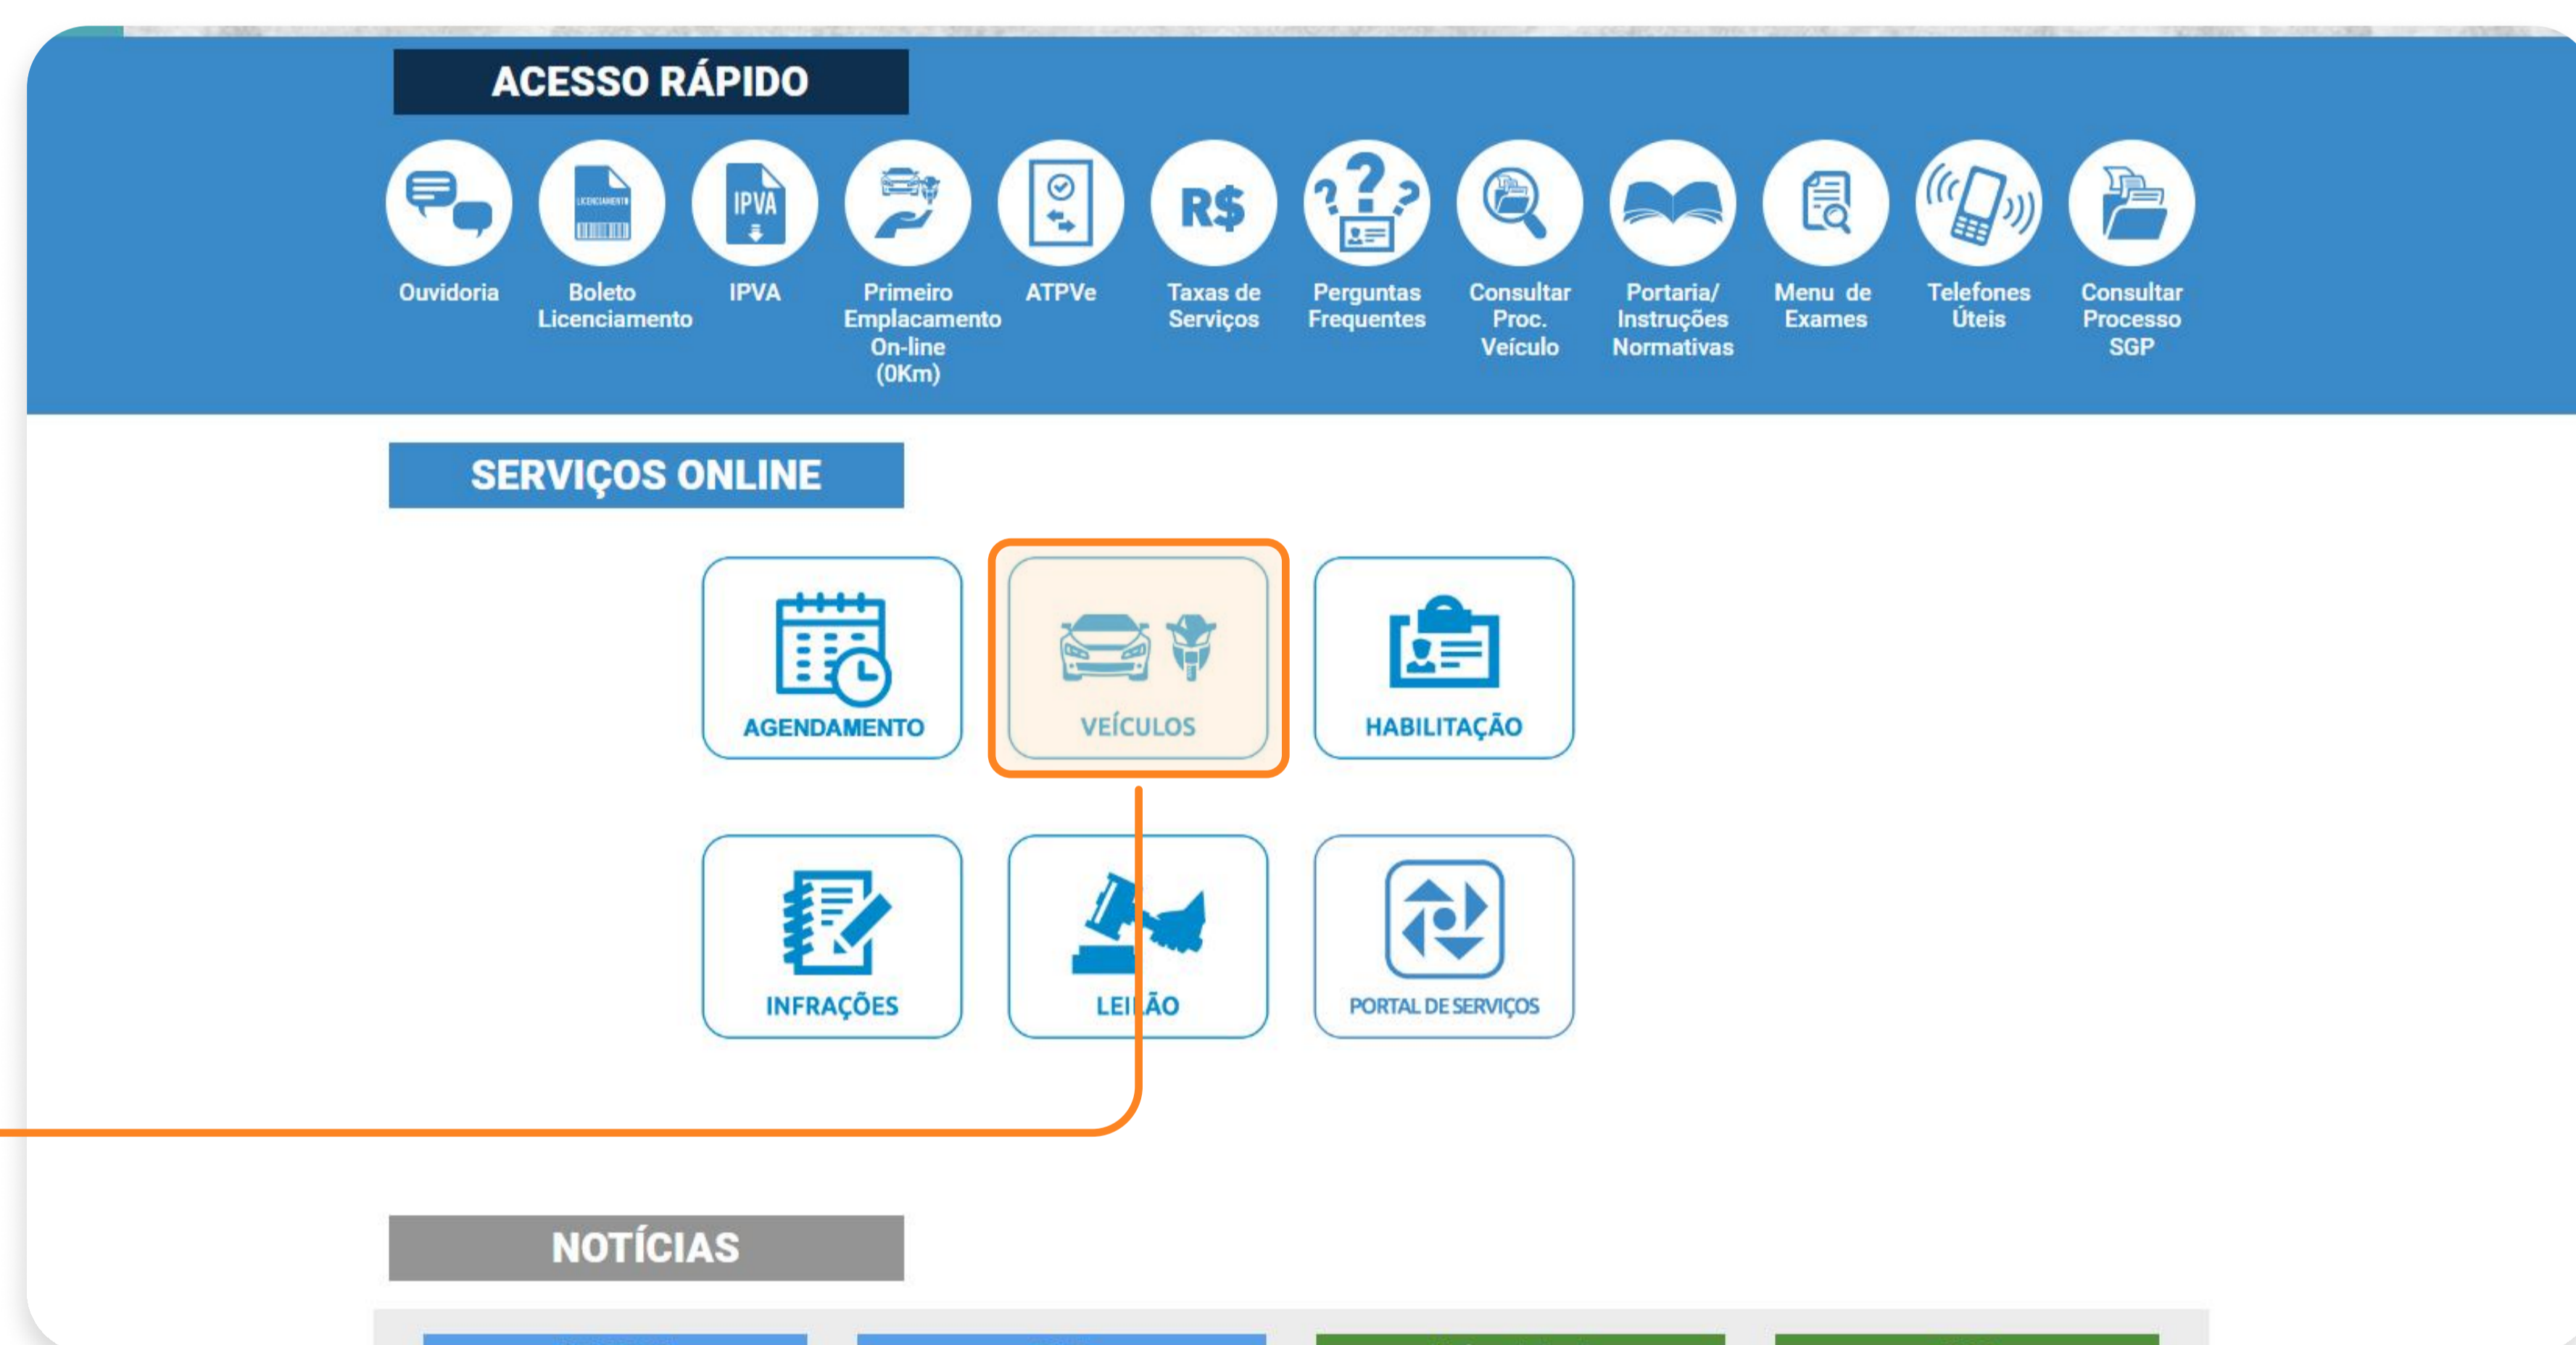 ACESSO RÁPIDO
LICENCIAMENTO
IPVA
R$
???
Ouvidoria
Boleto
Licenciamento
IPVA
Primeiro
Emplacamento
On-line
(0Km)
ATPVe
Taxas de
Serviços
Perguntas
Frequentes
Consultar
Proc.
Veículo
Portaria/
Instruções
Normativas
Menu de
Exames
Telefones
Úteis
Consultar
Processo
SGP
SERVIÇOS ONLINE
AGENDAMENTO
VEÍCULOS
HABILITAÇÃO
INFRAÇÕES
LEILÃO
PORTAL DE SERVIÇOS
NOTÍCIAS